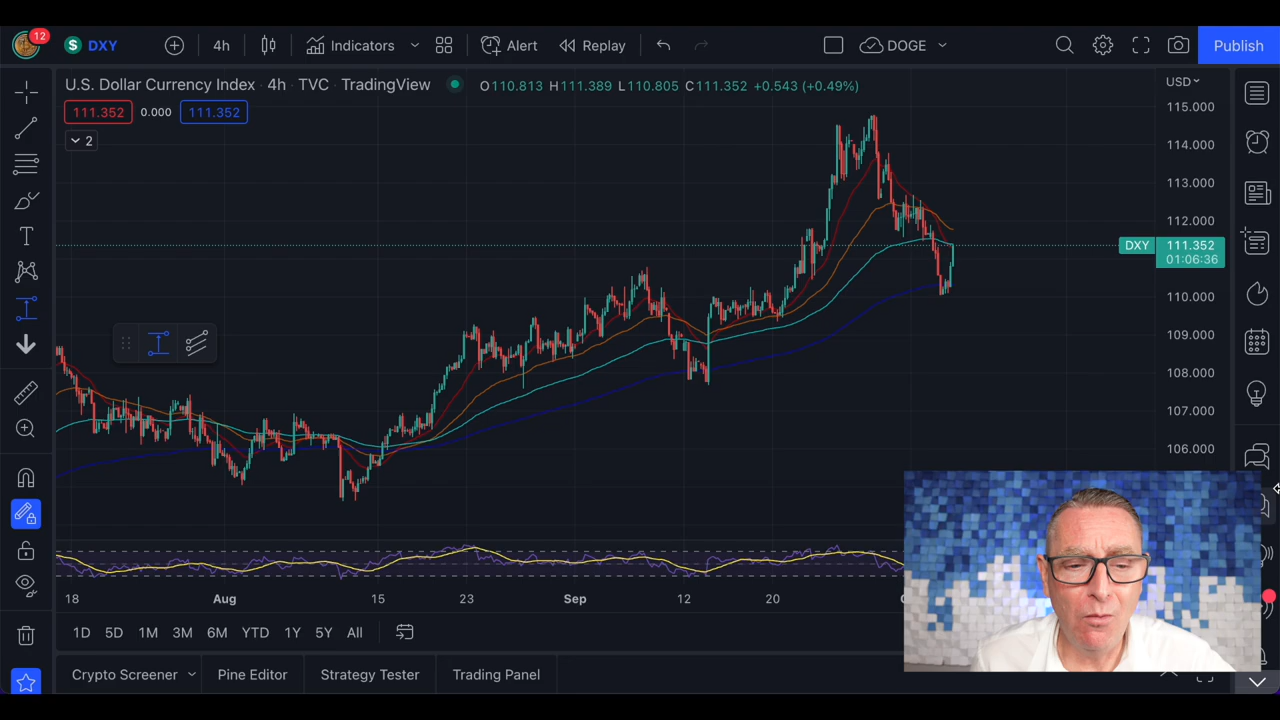 12
$ DXY
4h
Indicators
Alert
Replay
DOGE
Publish
U.S. Dollar Currency Index · 4h · TVC · TradingView
O110.813 H111.389 L110.805 C111.352 +0.543 (+0.49%)
USD
111.352 0.000 111.352
2
115.000
114.000
113.000
112.000
DXY 111.352
01:06:36
110.000
109.000
108.000
107.000
106.000
T
18 Aug 15 23 Sep 12 20
1D 5D 1M 3M 6M YTD 1Y 5Y All
Crypto Screener Pine Editor Strategy Tester Trading Panel